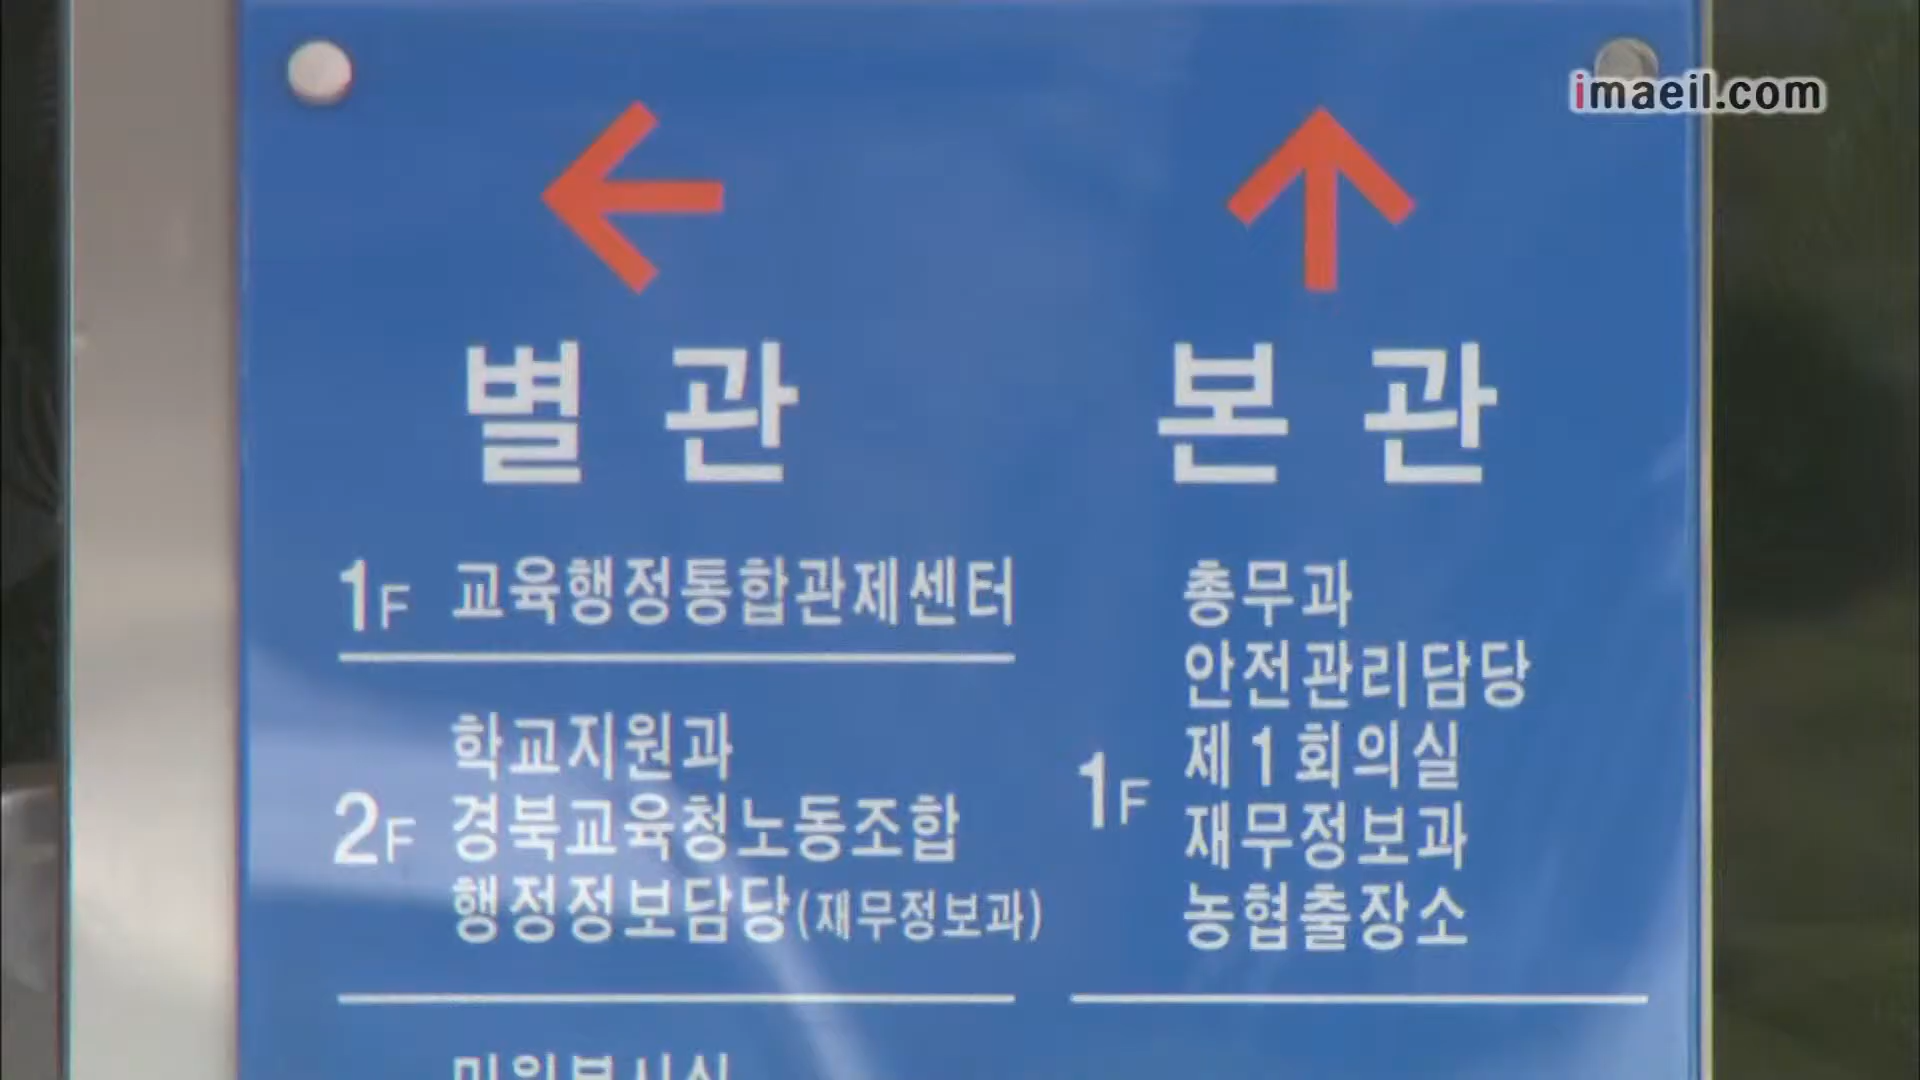 imaeil.com
별관
1F 교육행정통합관제센터
학교지원과
2F 경북교육청노동조합
행정정보담당(재무정보과)
본관
총무과
안전관리담당
1F 제1회의실
재무정보과
농협출장소